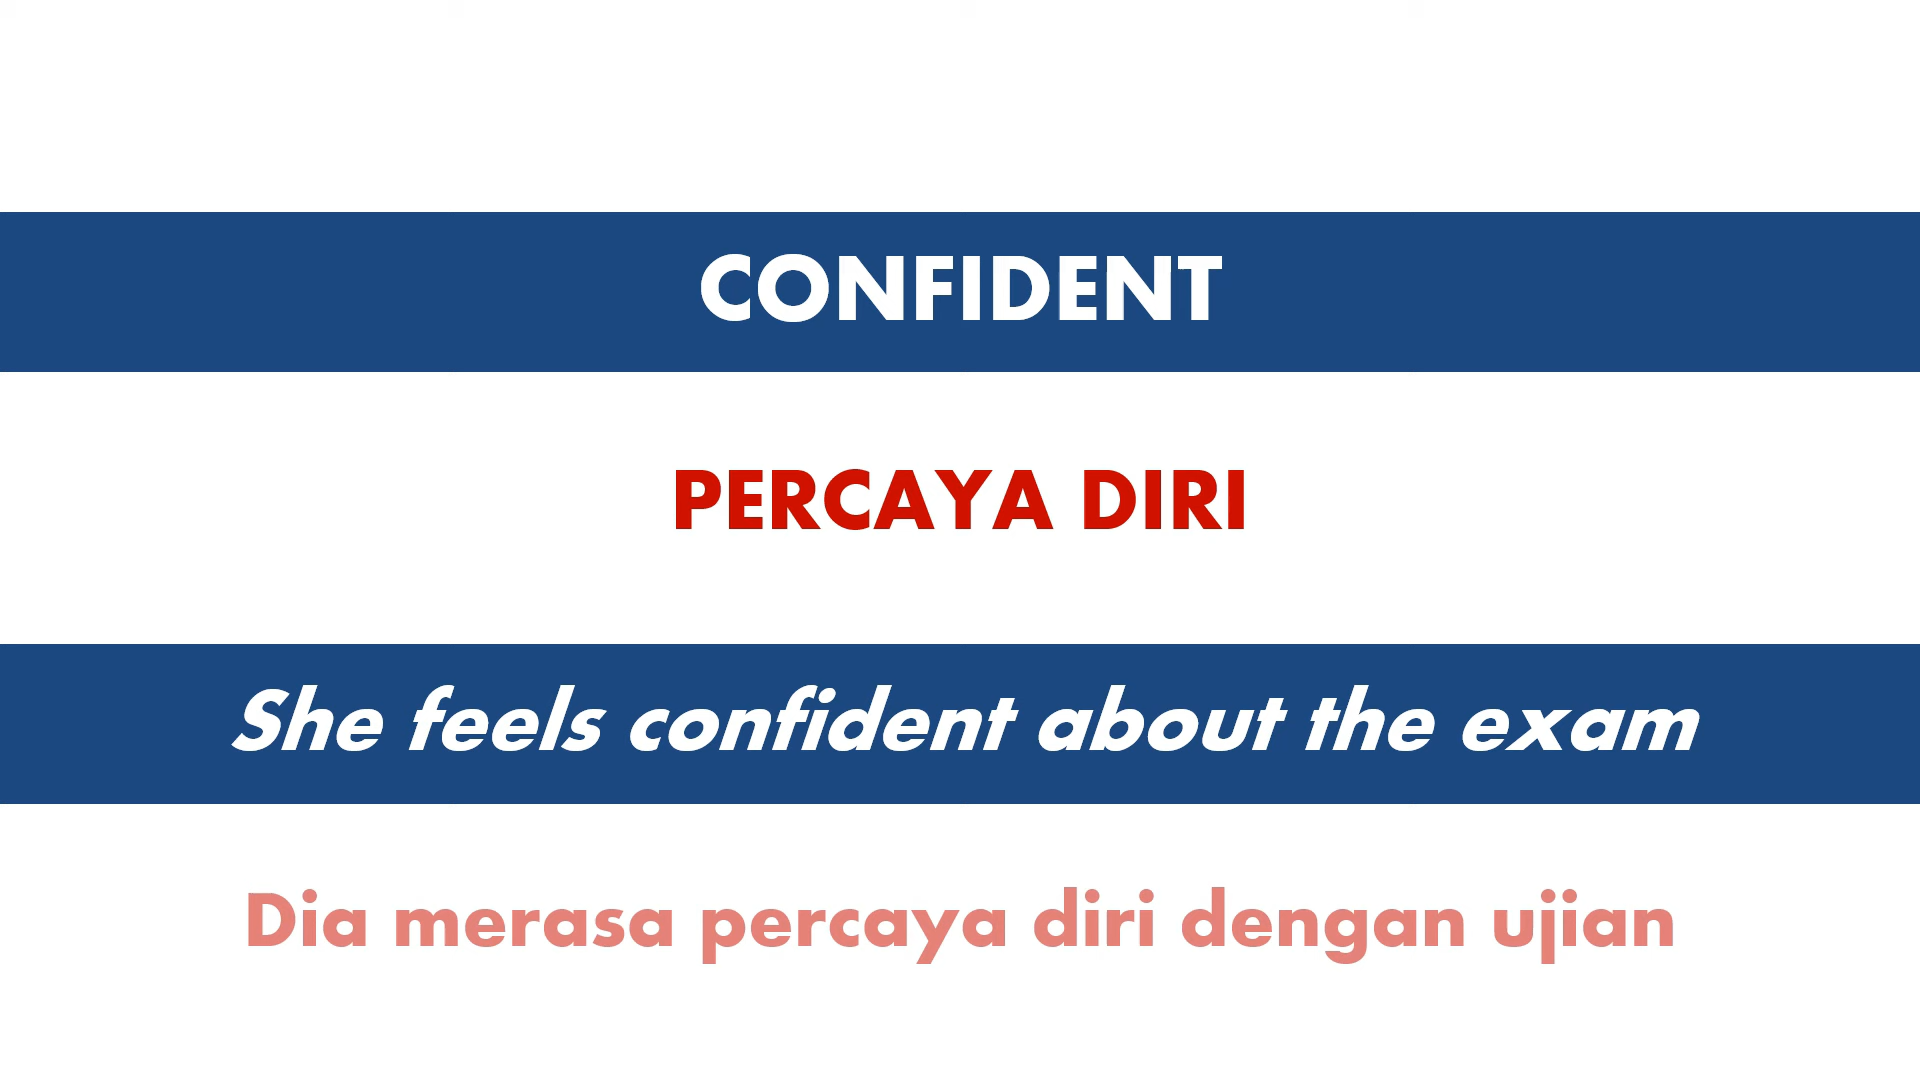 CONFIDENT
PERCAYA DIRI
She feels confident about the exam
Dia merasa percaya diri dengan ujian